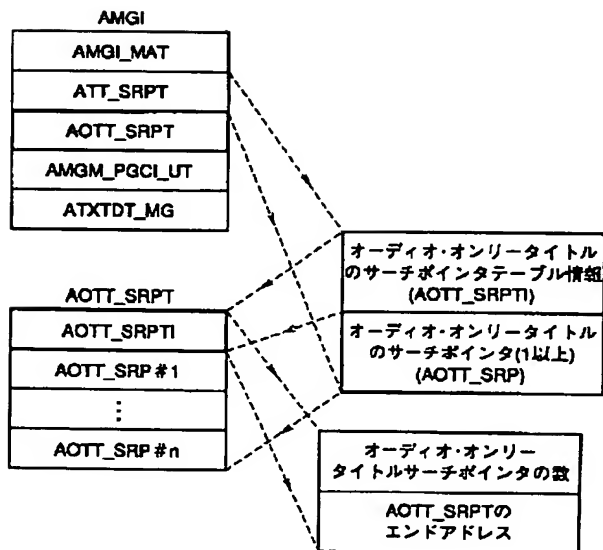 AMGI
AMGI_MAT
ATT_SRPT
AOTT_SRPT
AMGM_PGCI_UT
ATXTDT_MG
オーディオ・オンリータイトル
のサーチポインタテーブル情報
(AOTT_SRPTI)
オーディオ・オンリータイトル
のサーチポインタ(1以上)
(AOTT_SRP)
AOTT_SRPT
AOTT_SRPTI
AOTT_SRP#1
⋮
AOTT_SRP#n
オーディオ・オンリー
タイトルサーチポインタの数
AOTT_SRPTの
エンドアドレス